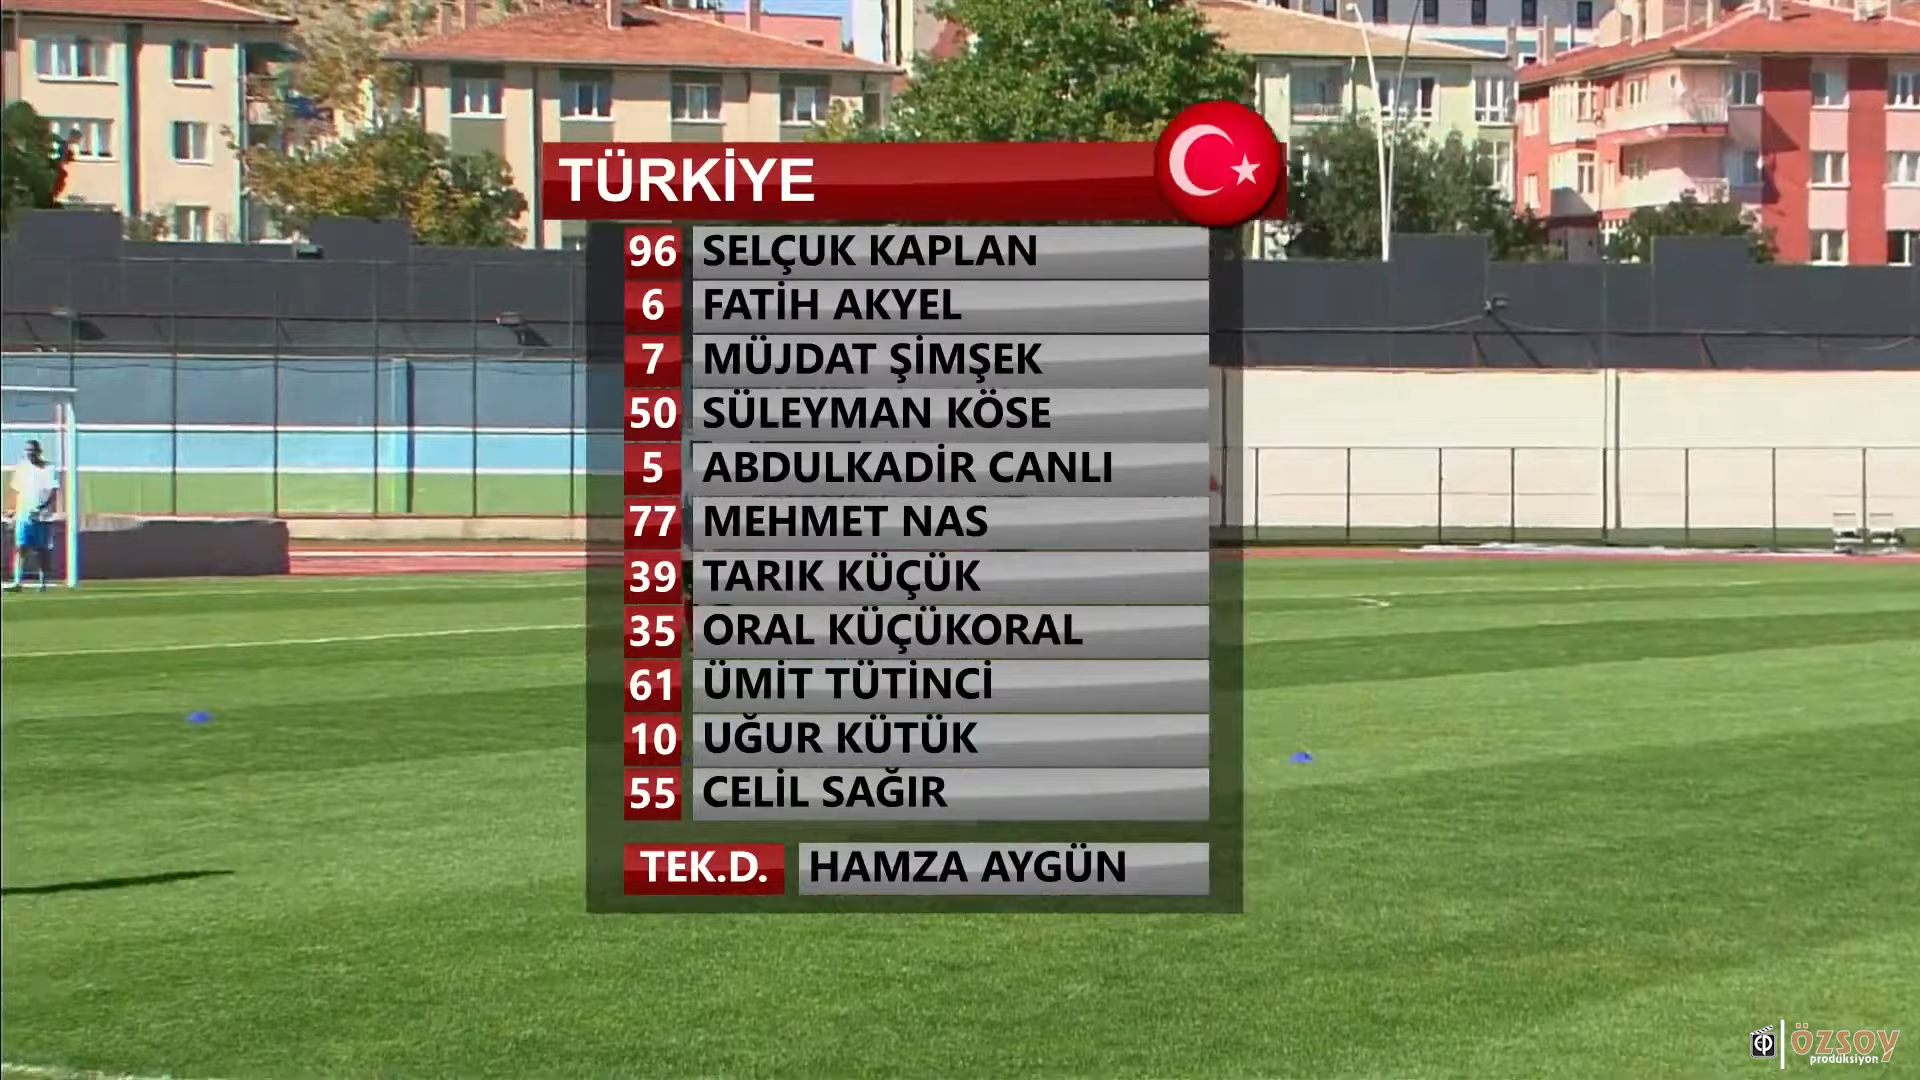 TÜRKİYE
96 SELÇUK KAPLAN
6 FATİH AKYEL
7 MÜJDAT ŞİMŞEK
50 SÜLEYMAN KÖSE
5 ABDULKADİR CANLI
77 MEHMET NAS
39 TARIK KÜÇÜK
35 ORAL KÜÇÜKORAL
61 ÜMİT TÜTİNCİ
10 UĞUR KÜTÜK
55 CELİL SAĞIR
TEK.D. HAMZA AYGÜN
ÖZSOY
produksiyon